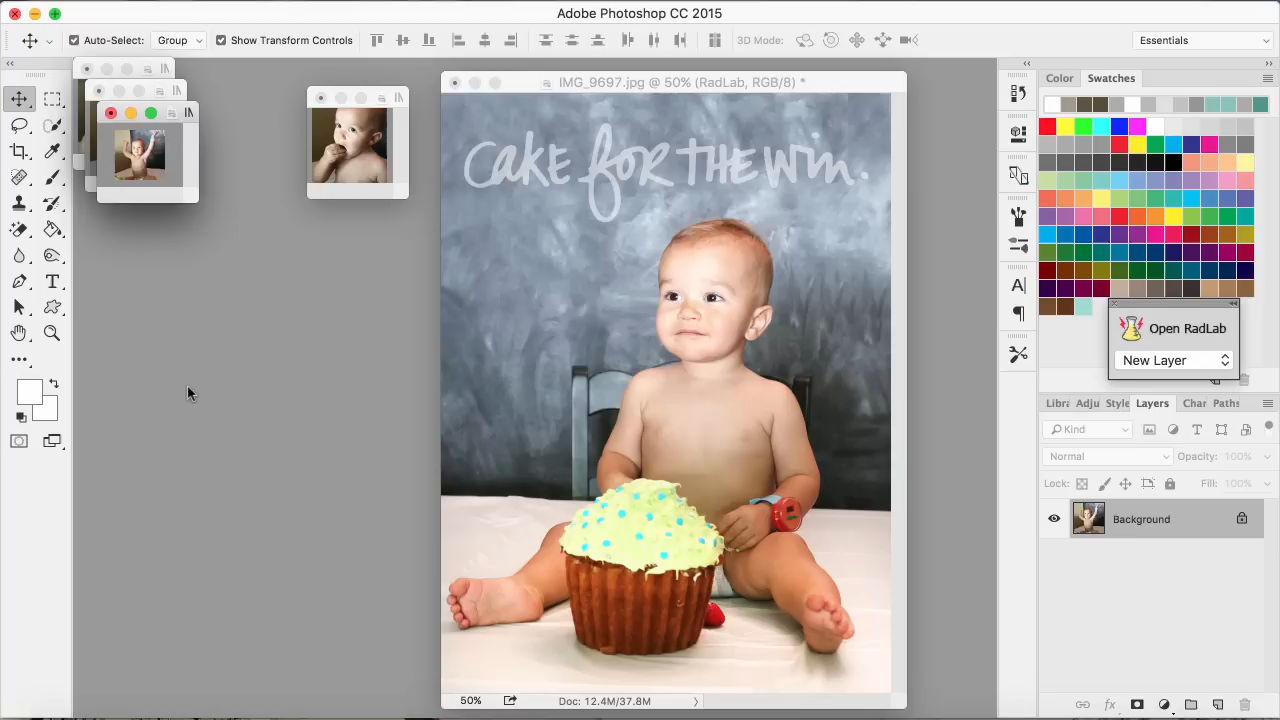 Adobe Photoshop CC 2015
Auto-Select: Group Show Transform Controls 3D Mode: Essentials
IMG_9697.jpg @ 50% (RadLab, RGB/8) *
Color Swatches
CAKE for THE WIN.
Open RadLab
New Layer
Libra Adju Style Layers Char Paths
Kind
Normal Opacity: 100%
Lock: Fill: 100%
Background
50% Doc: 12.4M/37.8M